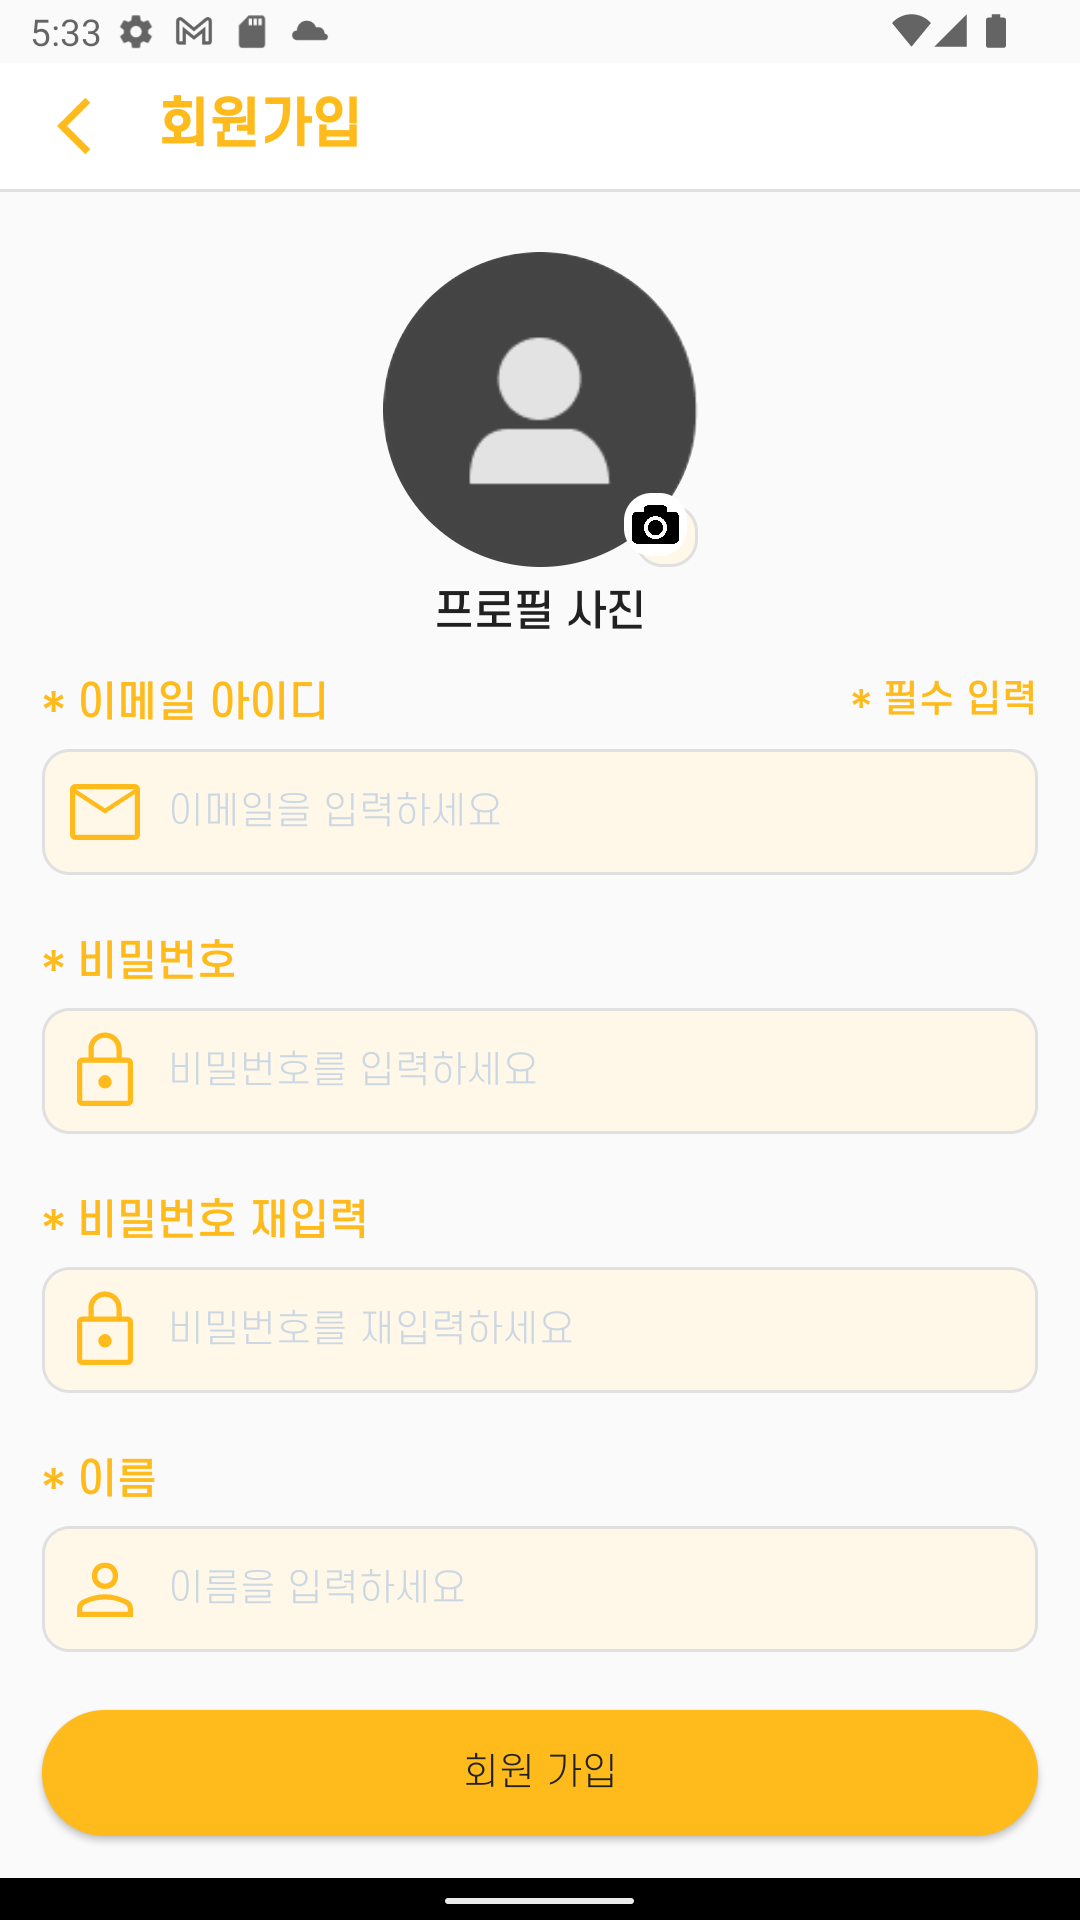 5:33
회원가입
프로필 사진
* 이메일 아이디
* 필수 입력
이메일을 입력하세요
* 비밀번호
비밀번호를 입력하세요
* 비밀번호 재입력
비밀번호를 재입력하세요
* 이름
이름을 입력하세요
회원 가입